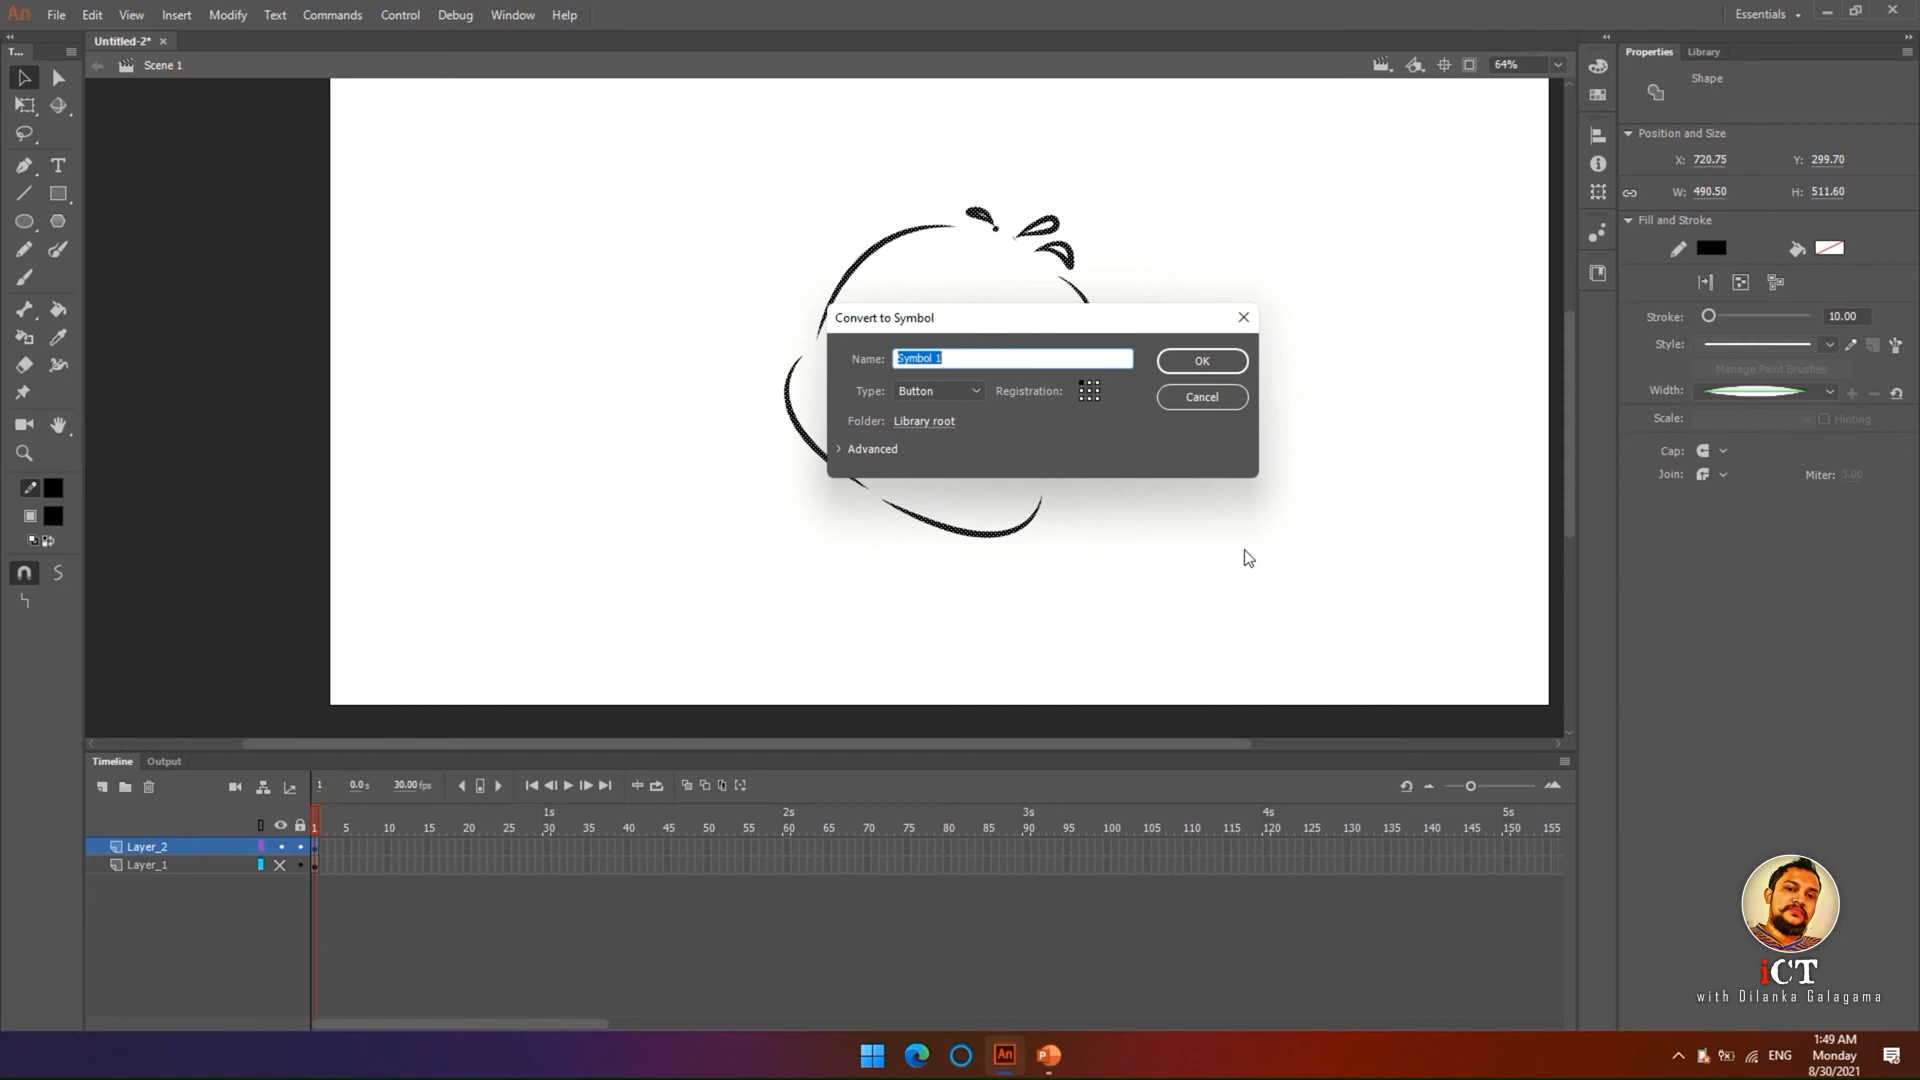 An File Edit View Insert Modify Text Commands Control Debug Window Help Essentials
T... Untitled-2* Properties Library
Scene 1 64%
Shape
Position and Size
X: 720.75 Y: 299.70
W: 490.50 H: 511.60
Fill and Stroke
Stroke: 10.00
Style:
Manage Paint Brushes
Width:
Scale: Hinting
Cap:
Join: Miter: 3.00
Convert to Symbol
Name: Symbol 1 OK
Type: Button Registration: Cancel
Folder: Library root
Advanced
Timeline Output
1 0.0 s 30.00 fps
1s 2s 3s 4s 5s
1 5 10 15 20 25 30 35 40 45 50 55 60 65 70 75 80 85 90 95 100 105 110 115 120 125 130 135 140 145 150 155
Layer_2
Layer_1
iCT
with Dilanka Galagama
An P ENG 1:49 AM
Monday
8/30/2021